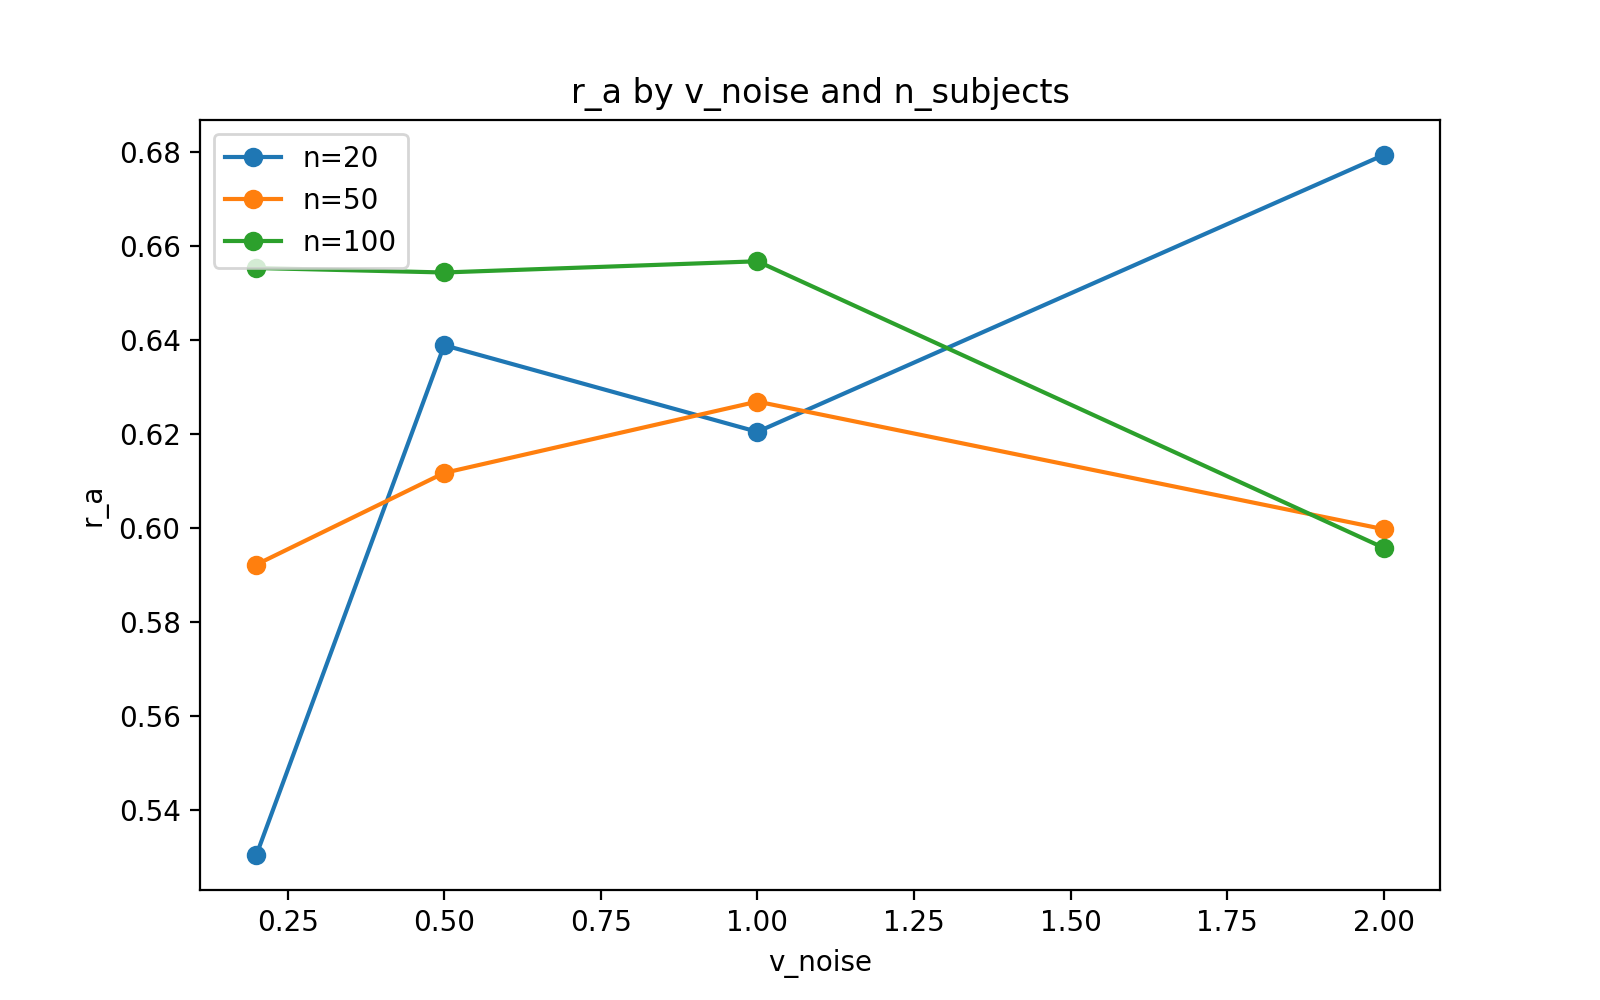 r_a by v_noise and n_subjects
n=20
n=50
n=100
0.68
0.66
0.64
0.62
0.60
0.58
0.56
0.54
r_a
0.25 0.50 0.75 1.00 1.25 1.50 1.75 2.00
v_noise